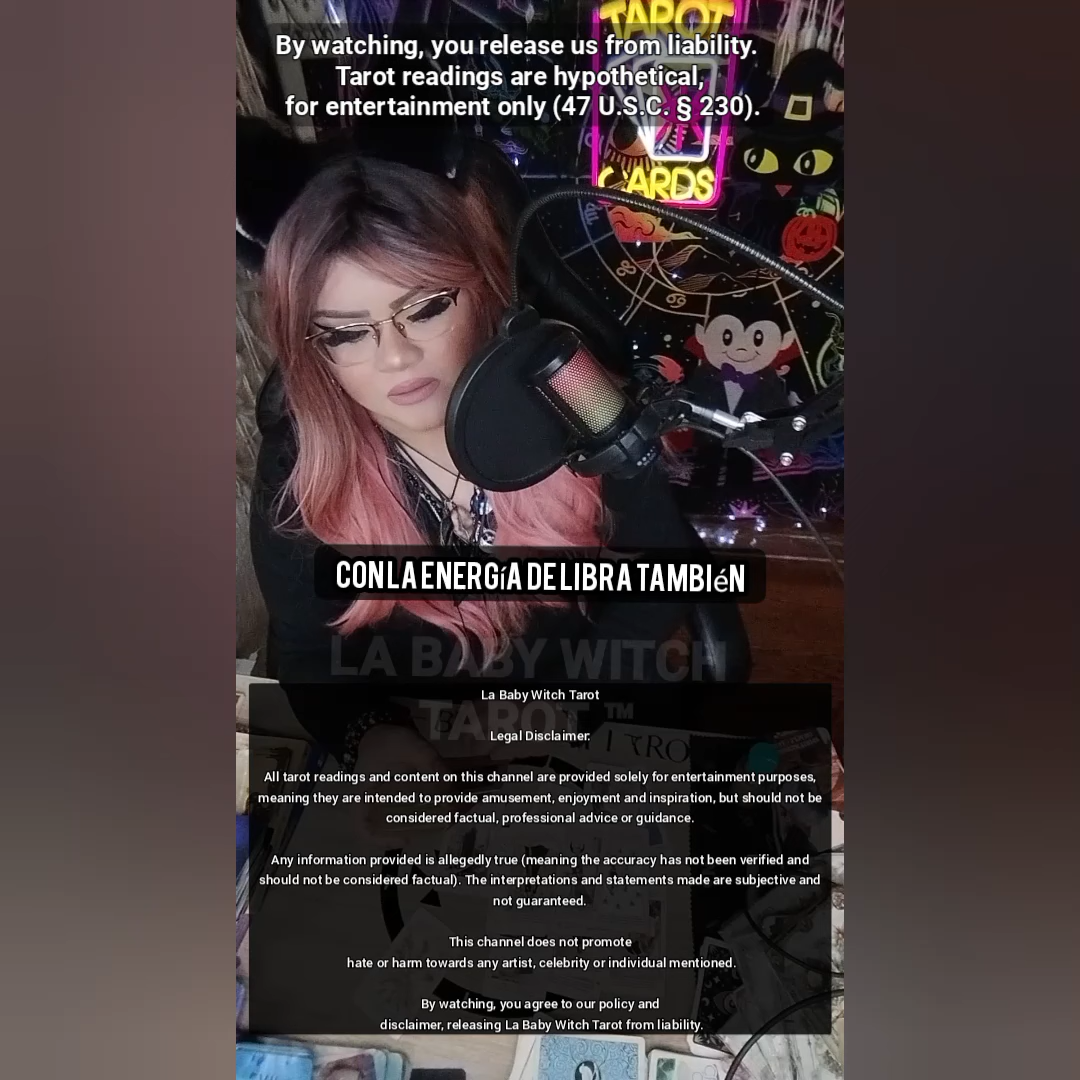 TAROT
By watching, you release us from liability.
Tarot readings are hypothetical,
for entertainment only (47 U.S.C. § 230).
CARDS
CON LA ENERGíA DE LIBRA TAMBIéN
LA BABY WITCH
TAROT ™
La Baby Witch Tarot
Legal Disclaimer:
All tarot readings and content on this channel are provided solely for entertainment purposes,
meaning they are intended to provide amusement, enjoyment and inspiration, but should not be
considered factual, professional advice or guidance.
Any information provided is allegedly true (meaning the accuracy has not been verified and
should not be considered factual). The interpretations and statements made are subjective and
not guaranteed.
This channel does not promote
hate or harm towards any artist, celebrity or individual mentioned.
By watching, you agree to our policy and
disclaimer, releasing La Baby Witch Tarot from liability.